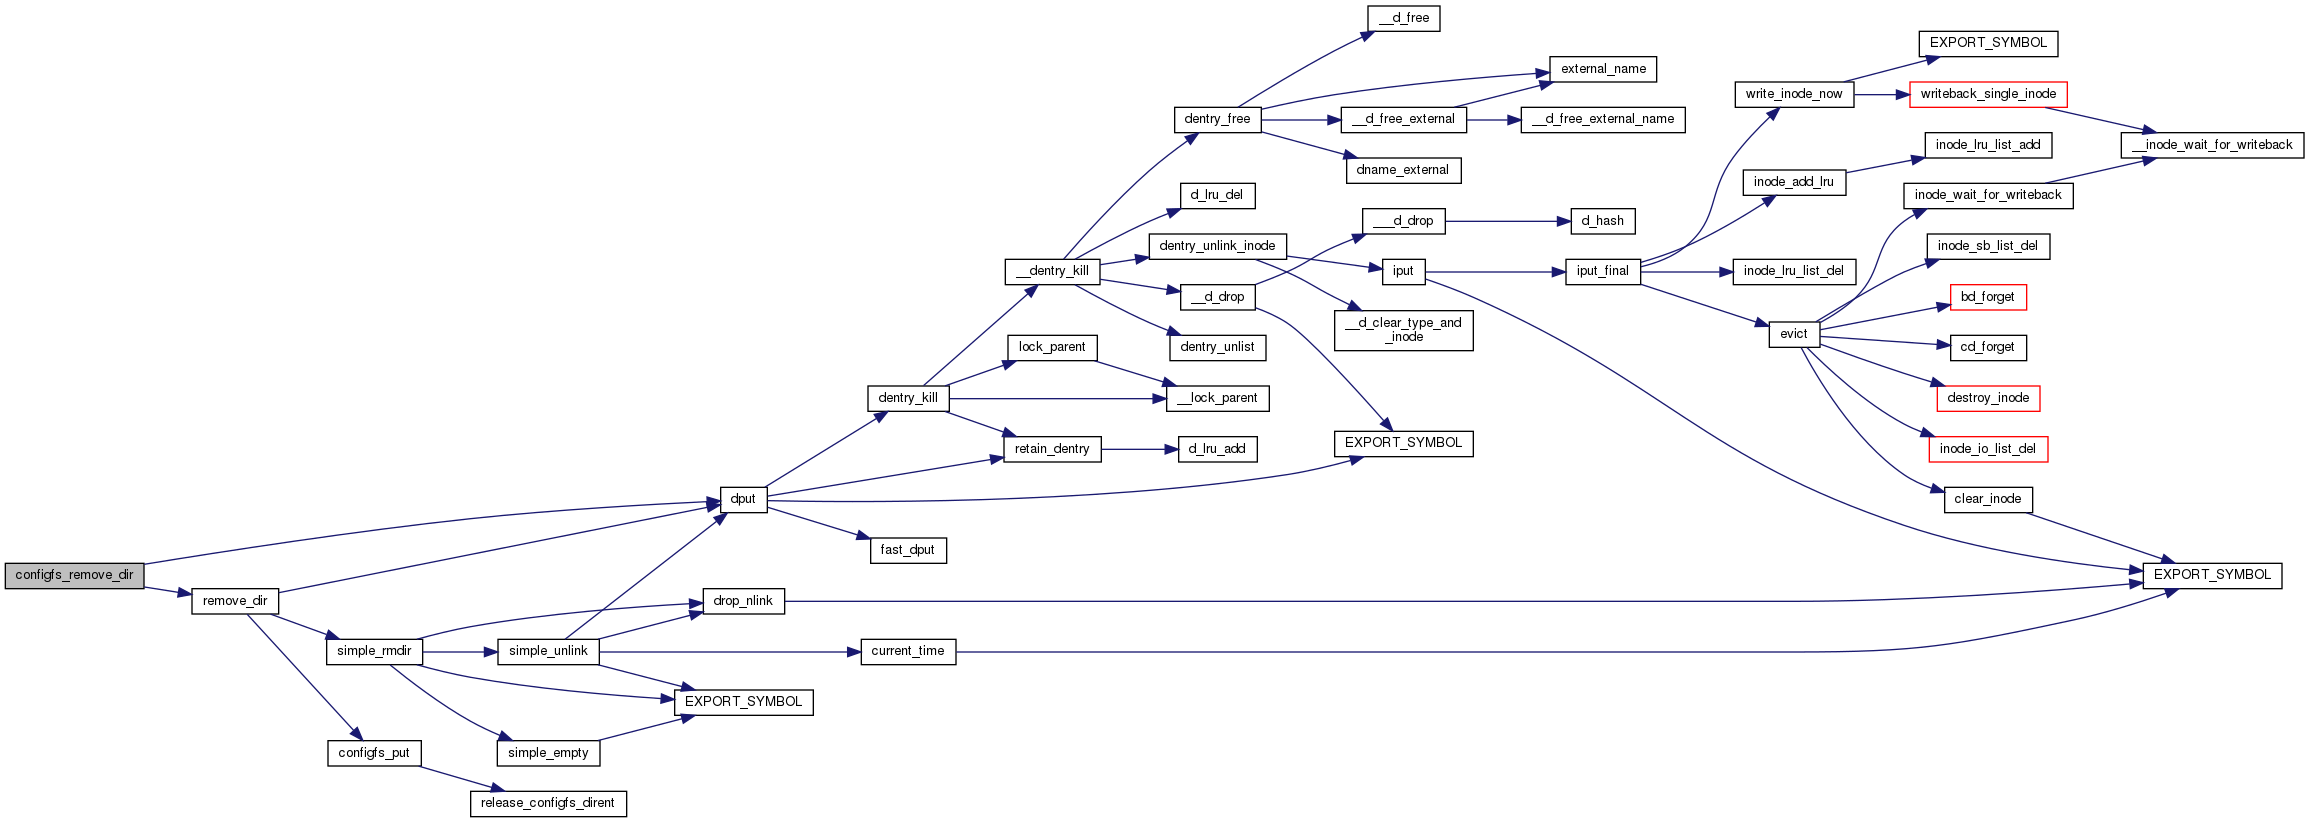 configfs_remove_dir
remove_dir
simple_rmdir
configfs_put
release_configfs_dirent
simple_unlink
simple_empty
dput
drop_nlink
EXPORT_SYMBOL
dentry_kill
fast_dput
current_time
__dentry_kill
lock_parent
retain_dentry
dentry_free
d_lru_del
dentry_unlink_inode
__d_drop
dentry_unlist
__lock_parent
d_lru_add
__d_free
external_name
__d_free_external
__d_free_external_name
dname_external
___d_drop
d_hash
iput
__d_clear_type_and
_inode
EXPORT_SYMBOL
iput_final
write_inode_now
inode_add_lru
inode_lru_list_del
evict
EXPORT_SYMBOL
writeback_single_inode
__inode_wait_for_writeback
inode_lru_list_add
inode_wait_for_writeback
inode_sb_list_del
bd_forget
cd_forget
destroy_inode
inode_io_list_del
clear_inode
EXPORT_SYMBOL